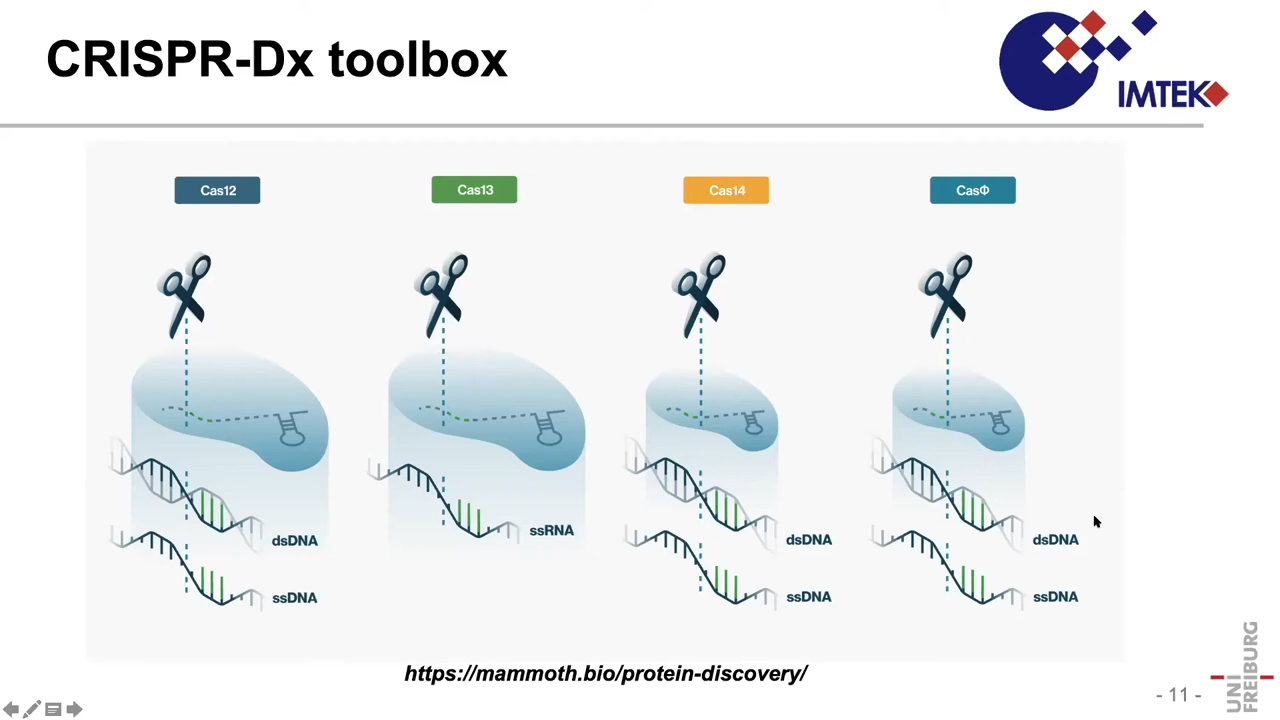 CRISPR-Dx toolbox
IMTEK
Cas12
Cas13
Cas14
CasΦ
dsDNA
ssDNA
ssRNA
dsDNA
ssDNA
dsDNA
ssDNA
https://mammoth.bio/protein-discovery/
- 11 -
UNI
FREIBURG